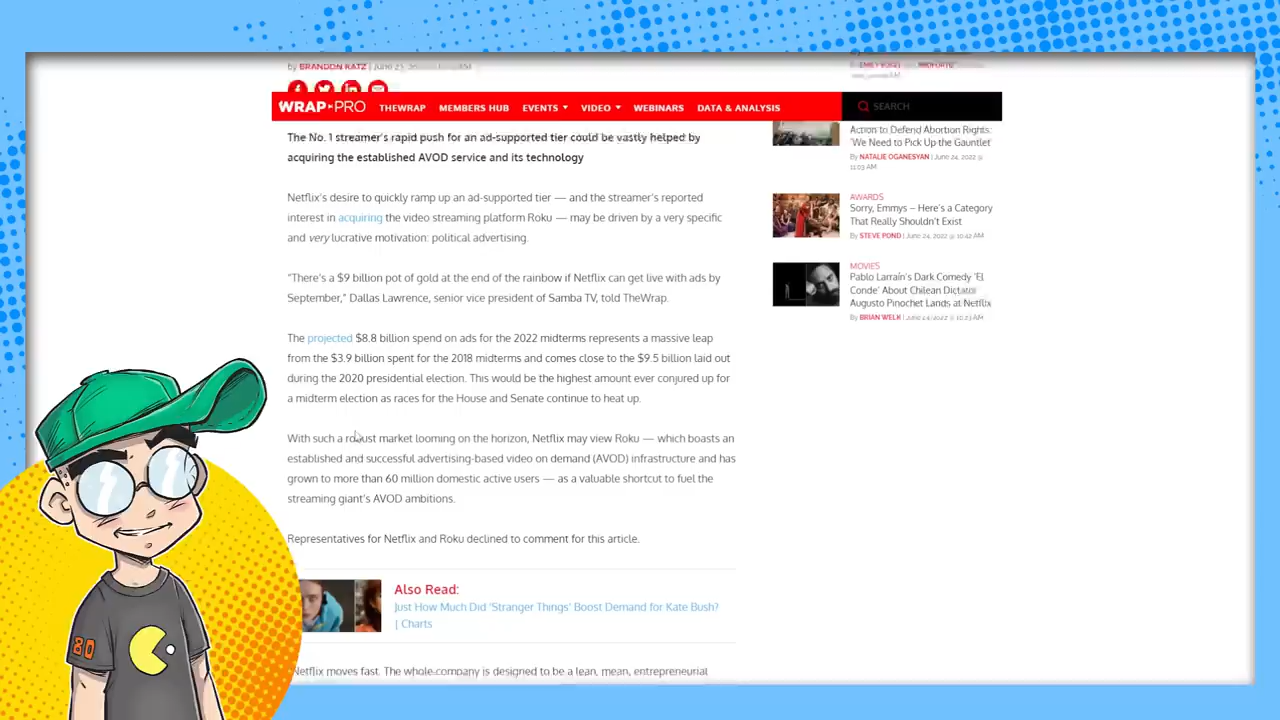 by BRANDON KATZ | June 23,
WRAP PRO THEWRAP MEMBERS HUB EVENTS VIDEO WEBINARS DATA & ANALYSIS SEARCH
The No. 1 streamer's rapid push for an ad-supported tier could be vastly helped by
acquiring the established AVOD service and its technology
Netflix's desire to quickly ramp up an ad-supported tier — and the streamer's reported
interest in acquiring the video streaming platform Roku — may be driven by a very specific
and very lucrative motivation: political advertising.
"There's a $9 billion pot of gold at the end of the rainbow if Netflix can get live with ads by
September," Dallas Lawrence, senior vice president of Samba TV, told TheWrap.
The projected $8.8 billion spend on ads for the 2022 midterms represents a massive leap
from the $3.9 billion spent for the 2018 midterms and comes close to the $9.5 billion laid out
during the 2020 presidential election. This would be the highest amount ever conjured up for
a midterm election as races for the House and Senate continue to heat up.
With such a robust market looming on the horizon, Netflix may view Roku — which boasts an
established and successful advertising-based video on demand (AVOD) infrastructure and has
grown to more than 60 million domestic active users — as a valuable shortcut to fuel the
streaming giant's AVOD ambitions.
Representatives for Netflix and Roku declined to comment for this article.
Also Read:
Just How Much Did 'Stranger Things' Boost Demand for Kate Bush?
| Charts
"Netflix moves fast. The whole company is designed to be a lean, mean, entrepreneurial
Action to Defend Abortion Rights:
'We Need to Pick Up the Gauntlet'
By NATALIE OGANESYAN | June 24, 2022 @
11:03 AM
AWARDS
Sorry, Emmys – Here's a Category
That Really Shouldn't Exist
By STEVE POND | June 24, 2022 @ 10:42 AM
MOVIES
Pablo Larraín's Dark Comedy 'El
Conde' About Chilean Dictator
Augusto Pinochet Lands at Netflix
By BRIAN WELK | June 24, 2022 @ 10:23 AM
80